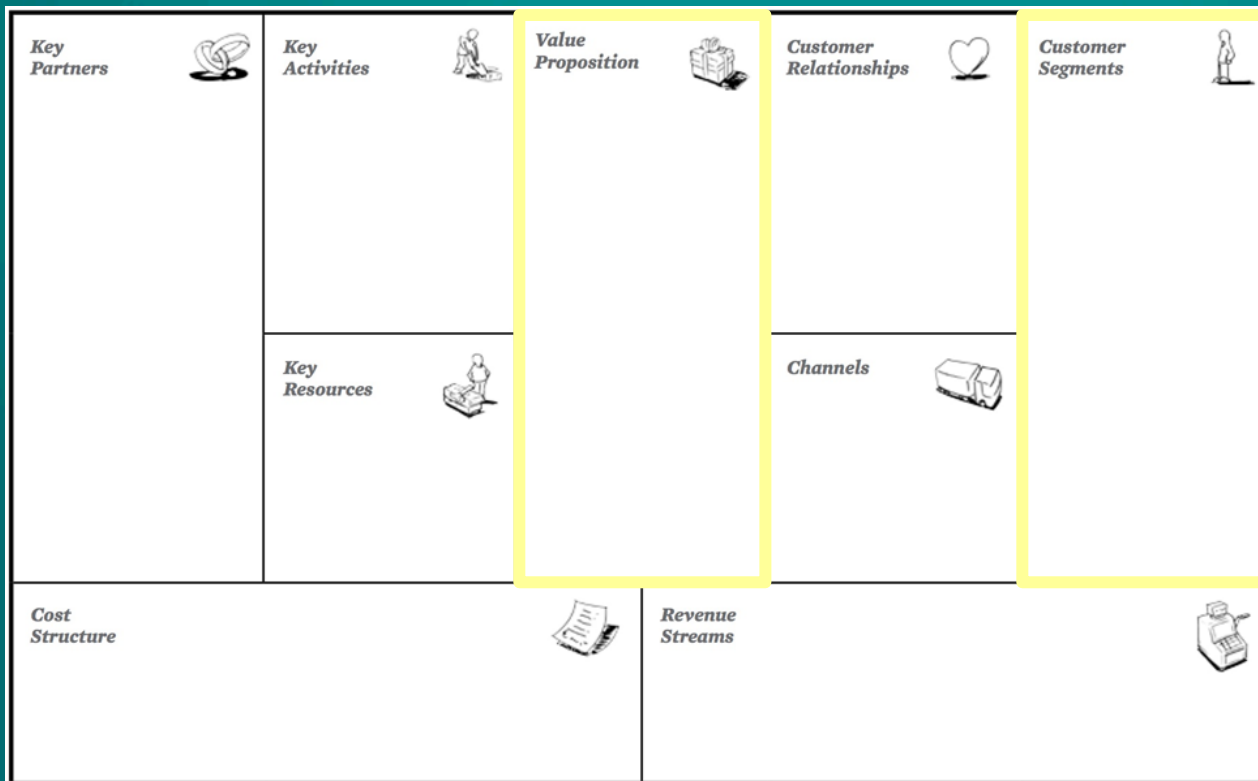 Key
Partners
Key
Activities
Value
Proposition
Customer
Relationships
Customer
Segments
Key
Resources
Channels
Cost
Structure
Revenue
Streams